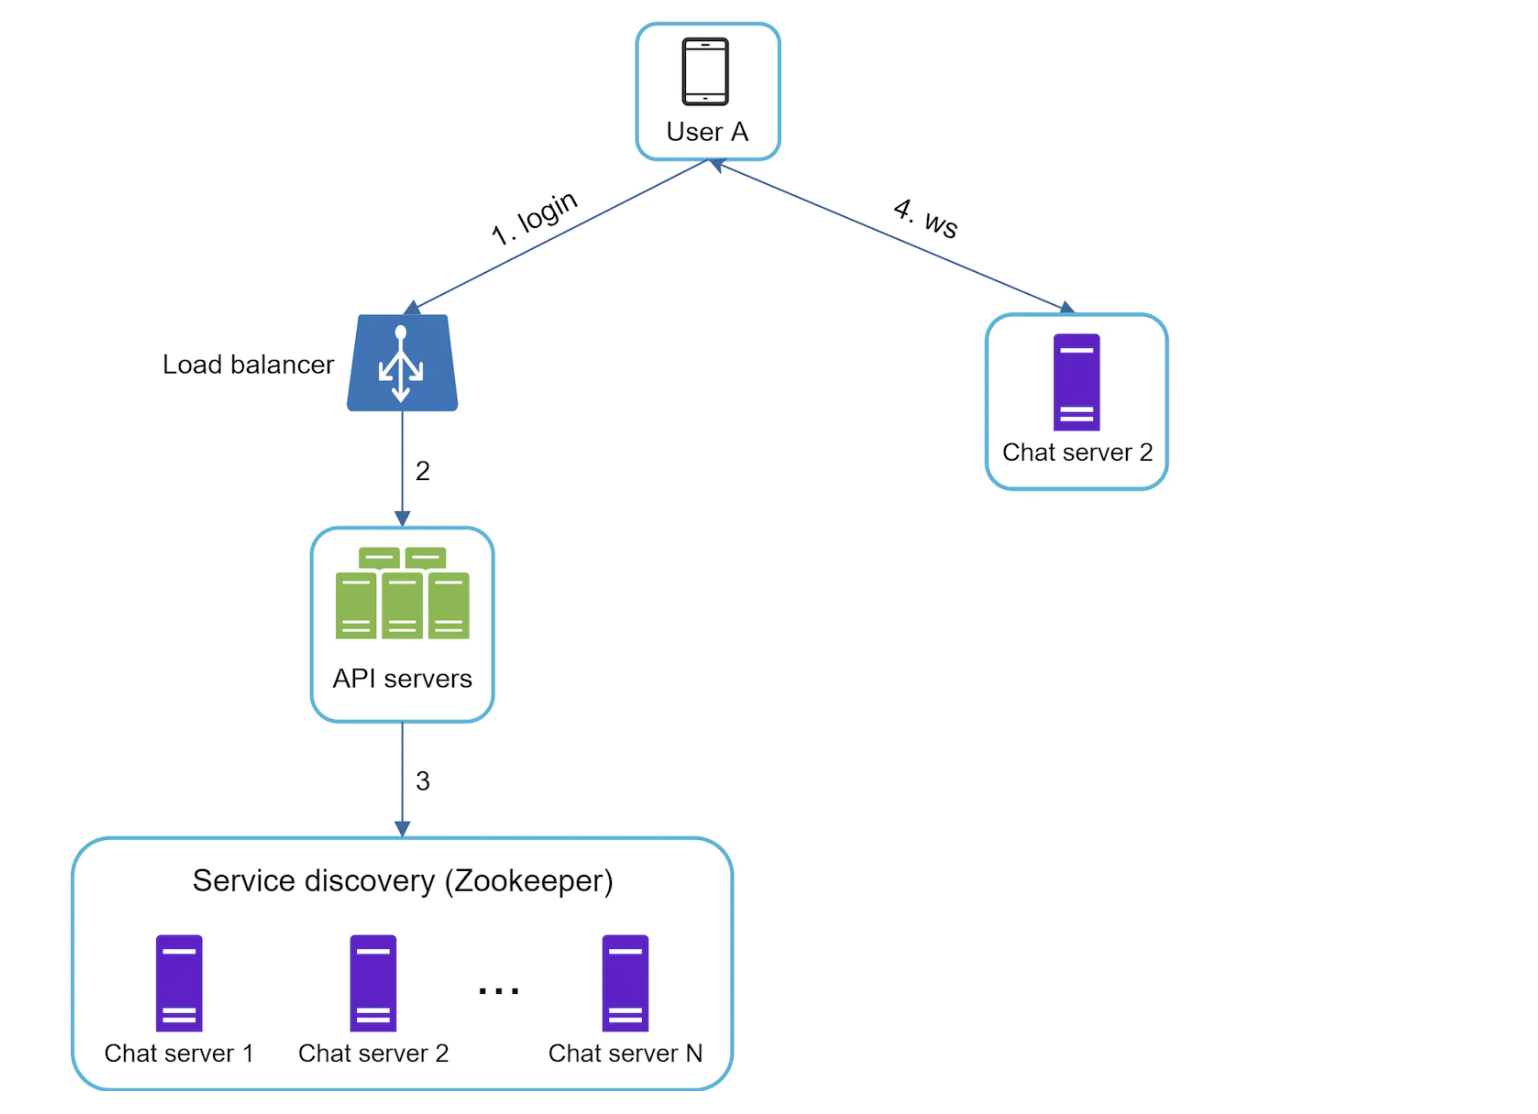 User A
1. login
4. ws
Load balancer
Chat server 2
2
API servers
3
Service discovery (Zookeeper)
...
Chat server 1
Chat server 2
Chat server N